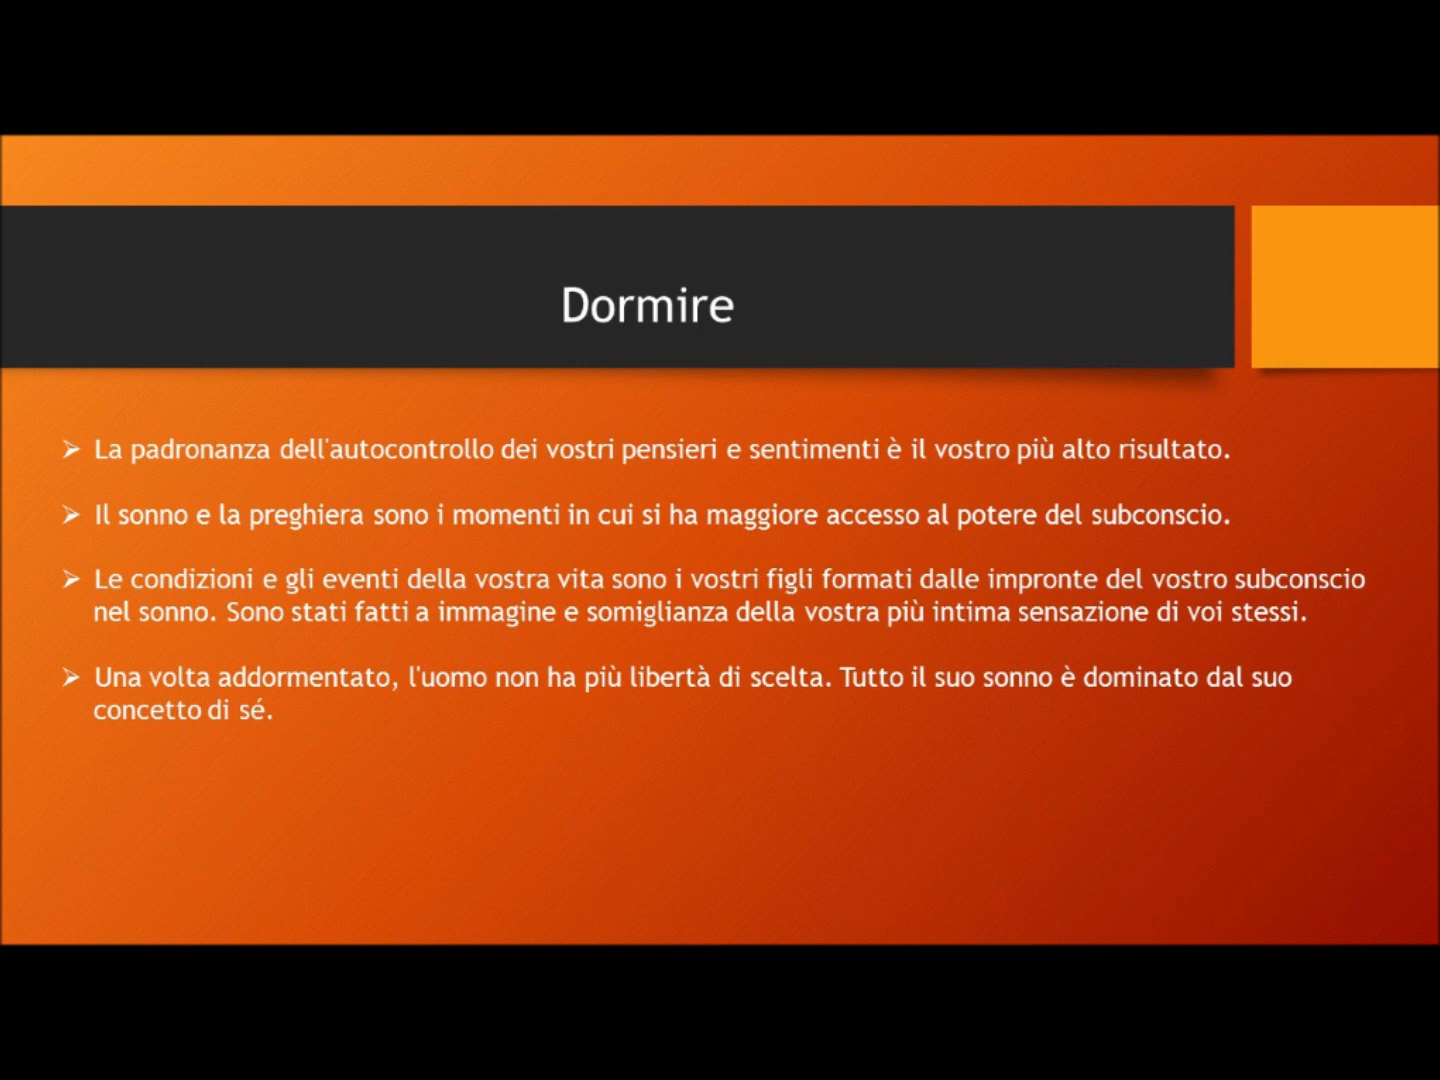 Dormire
➢ La padronanza dell'autocontrollo dei vostri pensieri e sentimenti è il vostro più alto risultato.
➢ Il sonno e la preghiera sono i momenti in cui si ha maggiore accesso al potere del subconscio.
➢ Le condizioni e gli eventi della vostra vita sono i vostri figli formati dalle impronte del vostro subconscio
nel sonno. Sono stati fatti a immagine e somiglianza della vostra più intima sensazione di voi stessi.
➢ Una volta addormentato, l'uomo non ha più libertà di scelta. Tutto il suo sonno è dominato dal suo
concetto di sé.